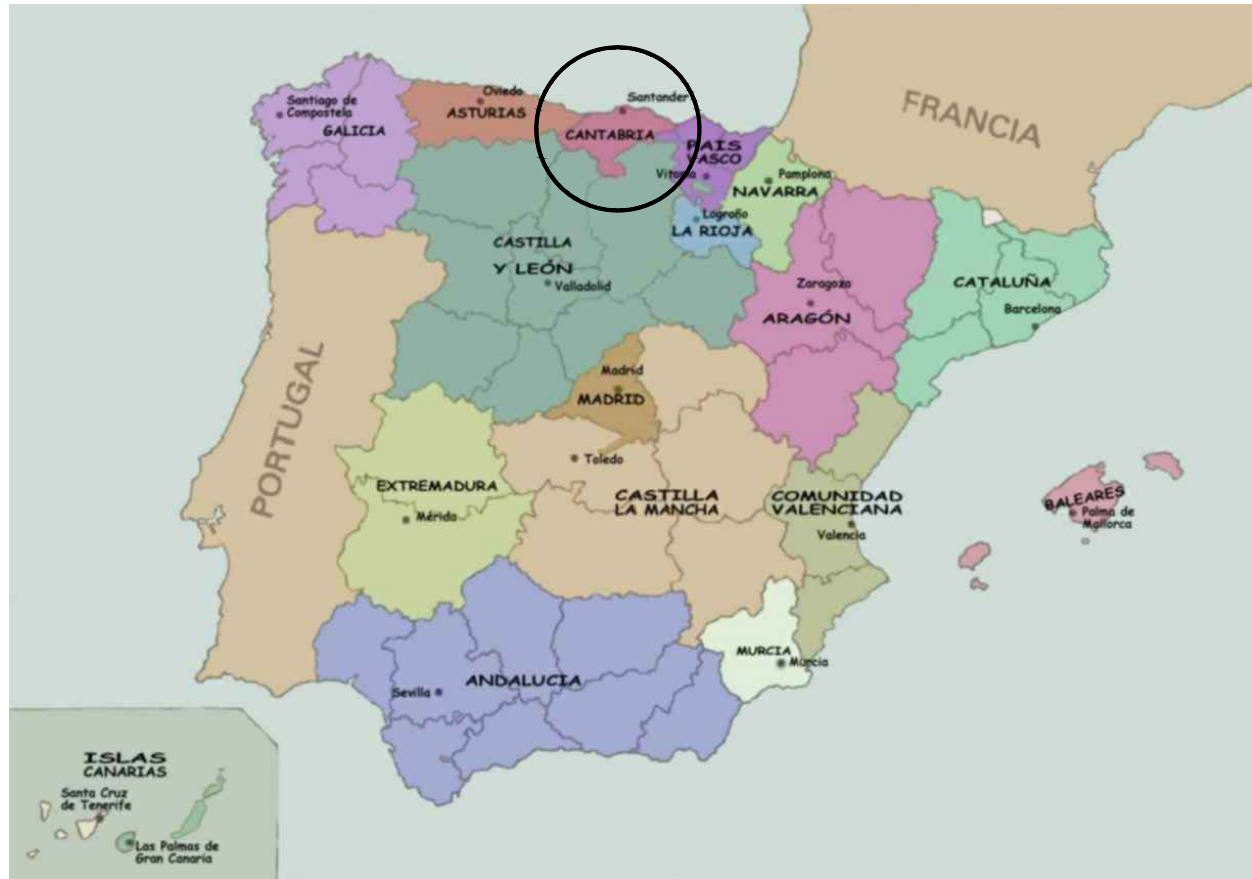 FRANCIA
Oviedo
ASTURIAS
Santander
CANTABRIA
Santiago de
Compostela
GALICIA
PAIS
VASCO
Vitoria
Pamplona
NAVARRA
Logroño
LA RIOJA
CASTILLA
Y LEÓN
Valladolid
Zaragoza
ARAGÓN
CATALUÑA
Barcelona
PORTUGAL
Madrid
MADRID
Toledo
EXTREMADURA
Mérida
CASTILLA
LA MANCHA
COMUNIDAD
VALENCIANA
Valencia
BALEARES
Palma de
Mallorca
MURCIA
Murcia
Sevilla
ANDALUCIA
ISLAS
CANARIAS
Santa Cruz
de Tenerife
Las Palmas de
Gran Canaria